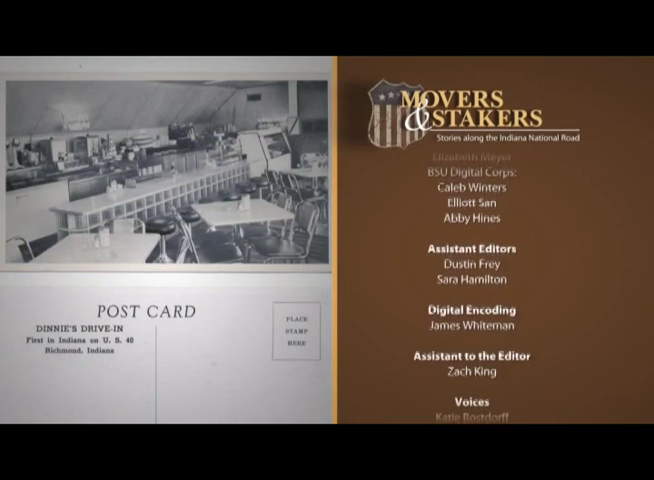 POST CARD
DINNIE'S DRIVE-IN
First in Indiana on U. S. 40
Richmond, Indiana
PLACE
STAMP
HERE
MOVERS
& STAKERS
Stories along the Indiana National Road
Elizabeth Meyer
BSU Digital Corps:
Caleb Winters
Elliott San
Abby Hines
Assistant Editors
Dustin Frey
Sara Hamilton
Digital Encoding
James Whiteman
Assistant to the Editor
Zach King
Voices
Katie Bostdorff